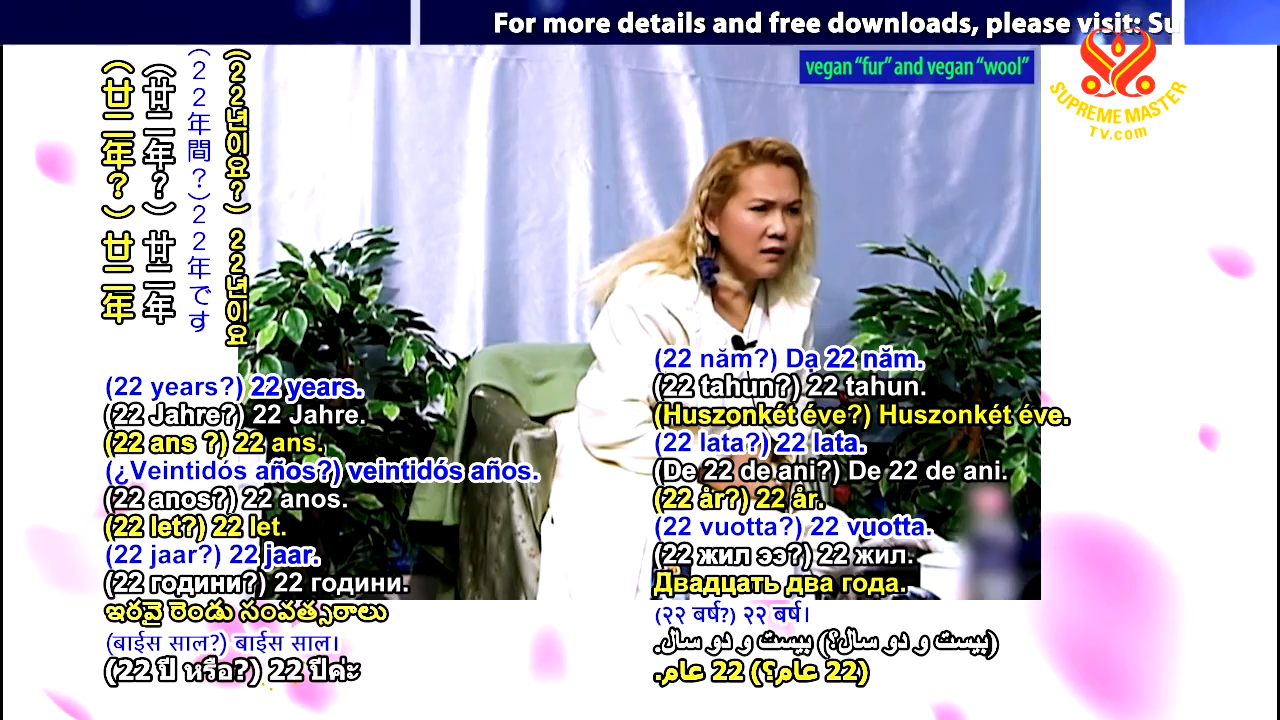 For more details and free downloads, please visit: Su
vegan “fur” and vegan “wool”
SUPREME MASTER
TV.com
(22년이요?) 22년이요
(22年間?)22年です
(廿二年?) 廿二年
(廿二年?) 廿二年
(22 years?) 22 years.
(22 Jahre?) 22 Jahre.
(22 ans ?) 22 ans.
(¿Veintidós años?) veintidós años.
(22 anos?) 22 anos.
(22 let?) 22 let.
(22 jaar?) 22 jaar.
(22 години?) 22 години.
ఇరవై రెండు సంవత్సరాలు
(बाईस साल?) बाईस साल।
(22 ปี หรือ?) 22 ปีค่ะ
(22 năm?) Dạ 22 năm.
(22 tahun?) 22 tahun.
(Huszonkét éve?) Huszonkét éve.
(22 lata?) 22 lata.
(De 22 de ani?) De 22 de ani.
(22 år?) 22 år.
(22 vuotta?) 22 vuotta.
(22 жил ээ?) 22 жил.
Двадцать два года.
(२२ बर्ष?) २२ बर्ष।
(بیست و دو سال؟) بیست و دو سال.
(22 عام؟) 22 عام.